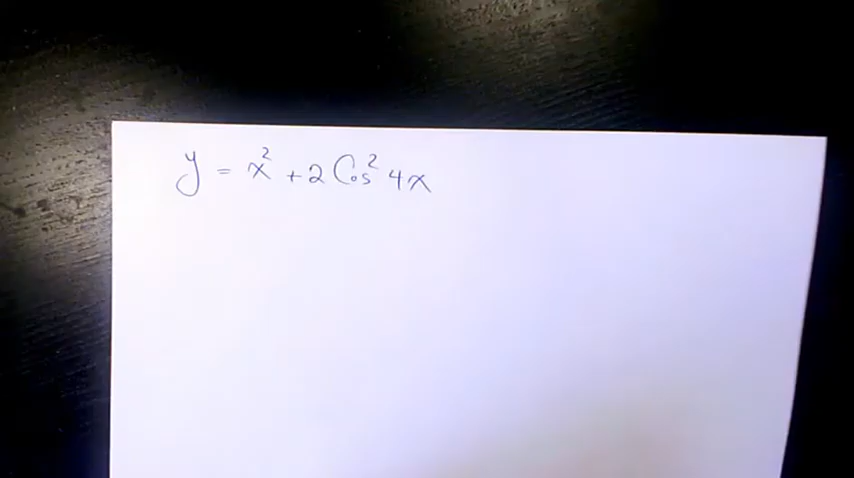 y = x² + 2 Cos² 4x